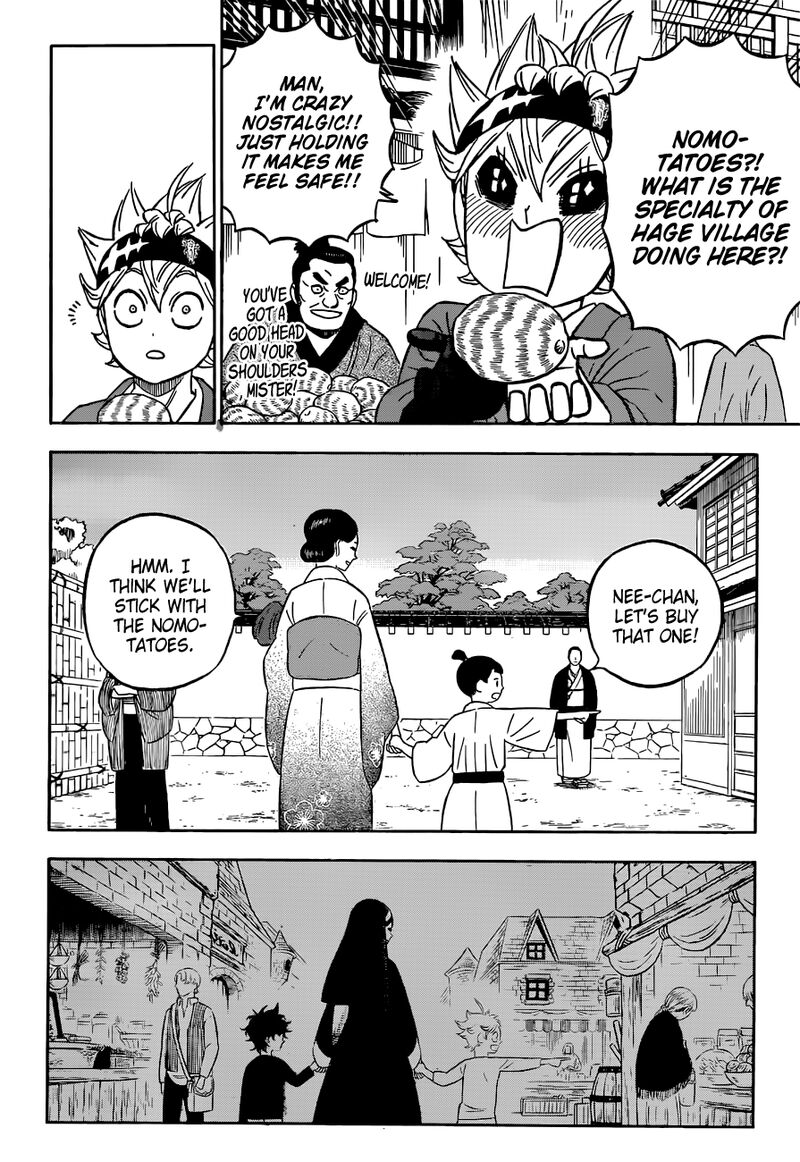 NOMO-
TATOES?!
WHAT IS THE
SPECIALTY OF
HAGE VILLAGE
DOING HERE?!
MAN,
I'M CRAZY
NOSTALGIC!!
JUST HOLDING
IT MAKES ME
FEEL SAFE!!
WELCOME!
YOU'VE
GOT A
GOOD HEAD
ON YOUR
SHOULDERS
MISTER!
NEE-CHAN,
LET'S BUY
THAT ONE!
HMM. I
THINK WE'LL
STICK WITH
THE NOMO-
TATOES.